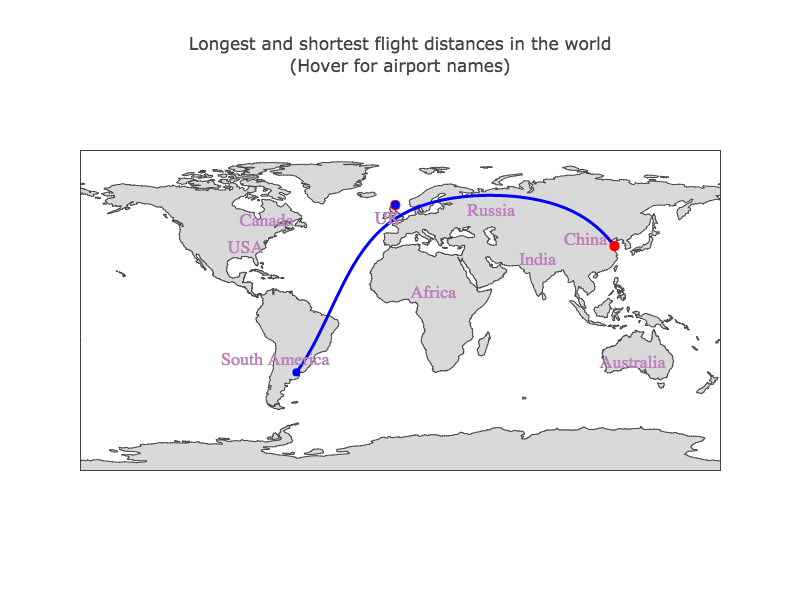 Longest and shortest flight distances in the world
(Hover for airport names)
UK
Russia
Canada
China
USA
India
Africa
South America
Australia